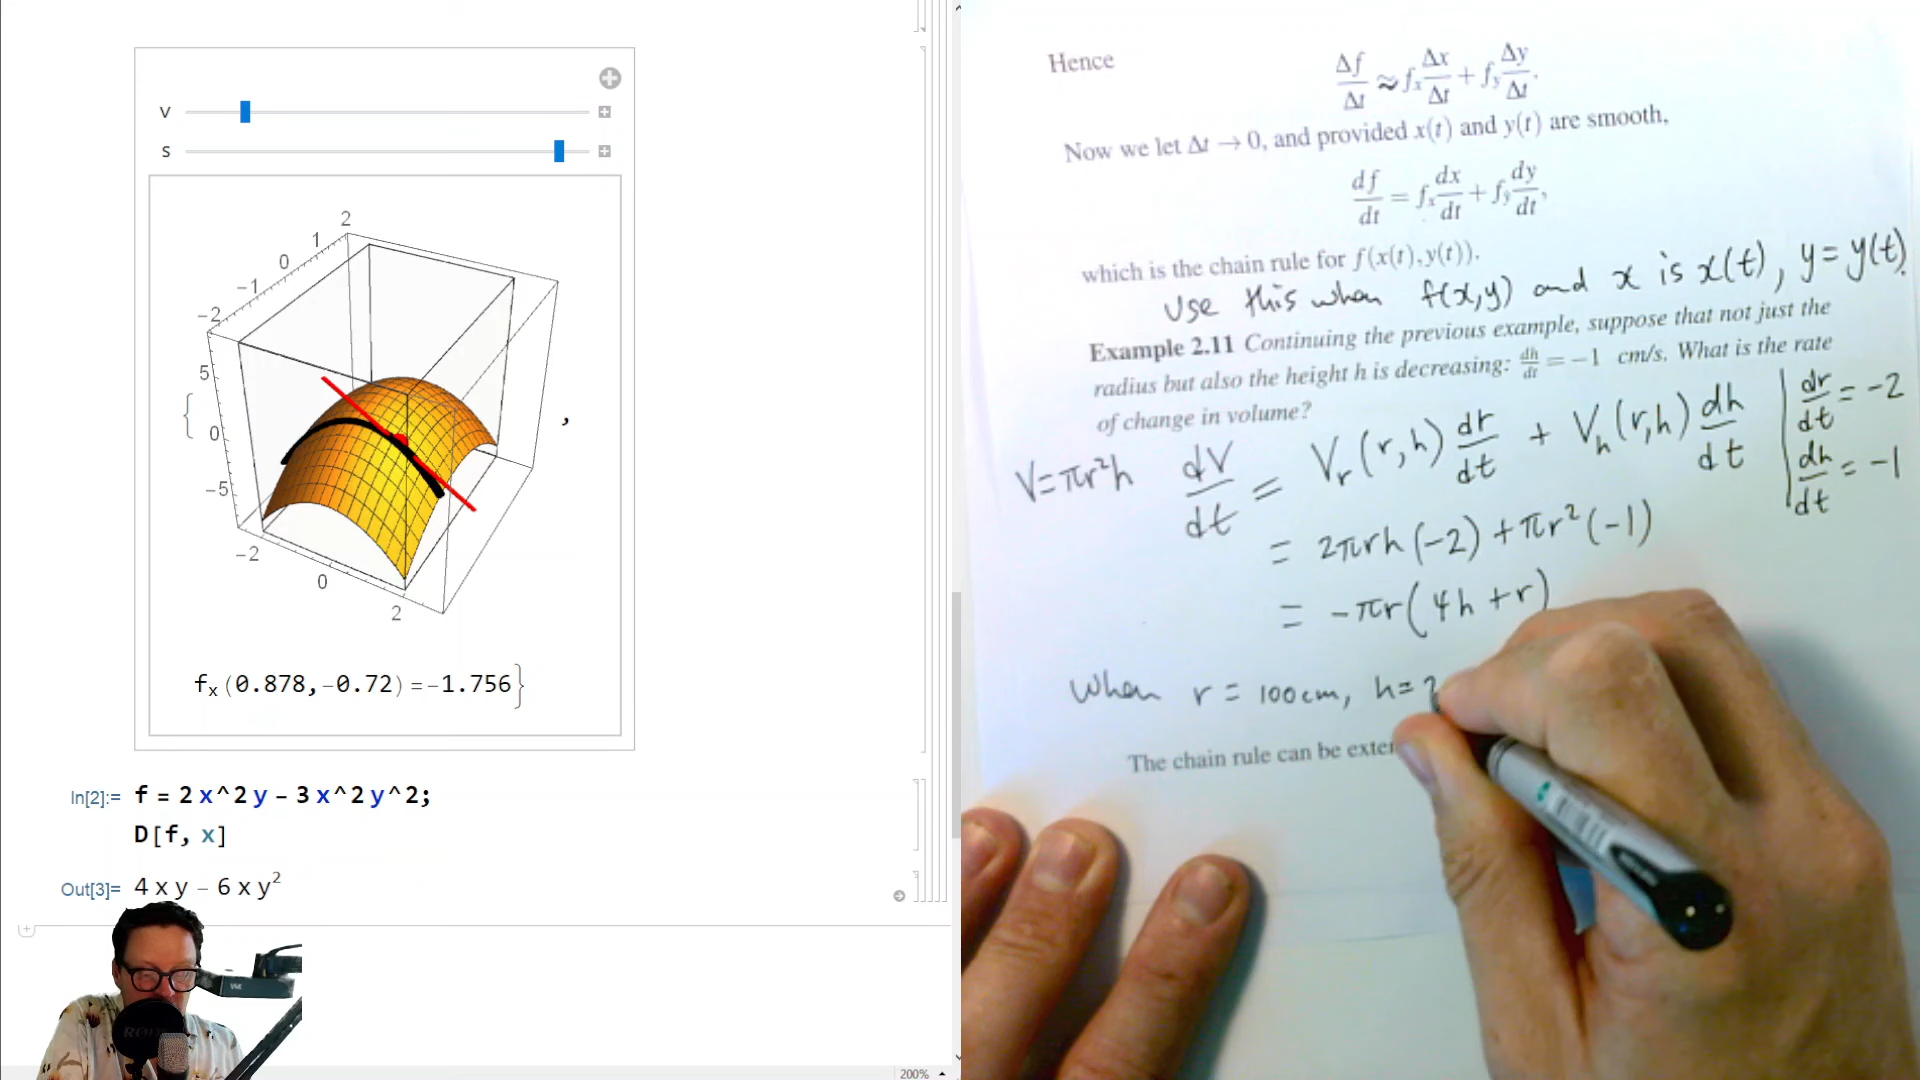 V
S
2
1
0
-1
-2
5
0
-5
-2
0
2
{
,
fx(0.878,-0.72)=-1.756}
In[2]:= f = 2 x^2 y - 3 x^2 y^2;
D[f, x]
Out[3]= 4 x y - 6 x y²
200%
Hence
Δf/Δt ≈ fx Δx/Δt + fy Δy/Δt.
Now we let Δt → 0, and provided x(t) and y(t) are smooth,
df/dt = fx dx/dt + fy dy/dt,
which is the chain rule for f(x(t),y(t)).
Use this when f(x,y) and x is x(t), y = y(t).
Example 2.11 Continuing the previous example, suppose that not just the
radius but also the height h is decreasing: dh/dt = -1 cm/s. What is the rate
of change in volume?
V=πr²h dV/dt = Vr(r,h) dr/dt + Vh(r,h) dh/dt
dr/dt = -2
dh/dt = -1
= 2πrh(-2) + πr²(-1)
= -πr(4h + r)
When r = 100cm, h=
The chain rule can be